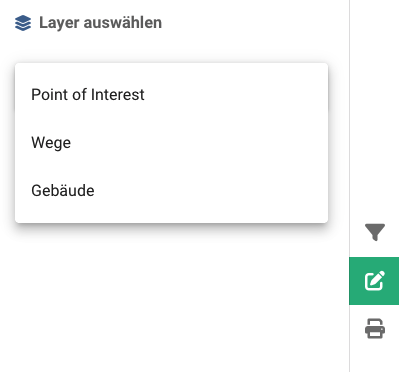 Layer auswählen
Point of Interest
Wege
Gebäude